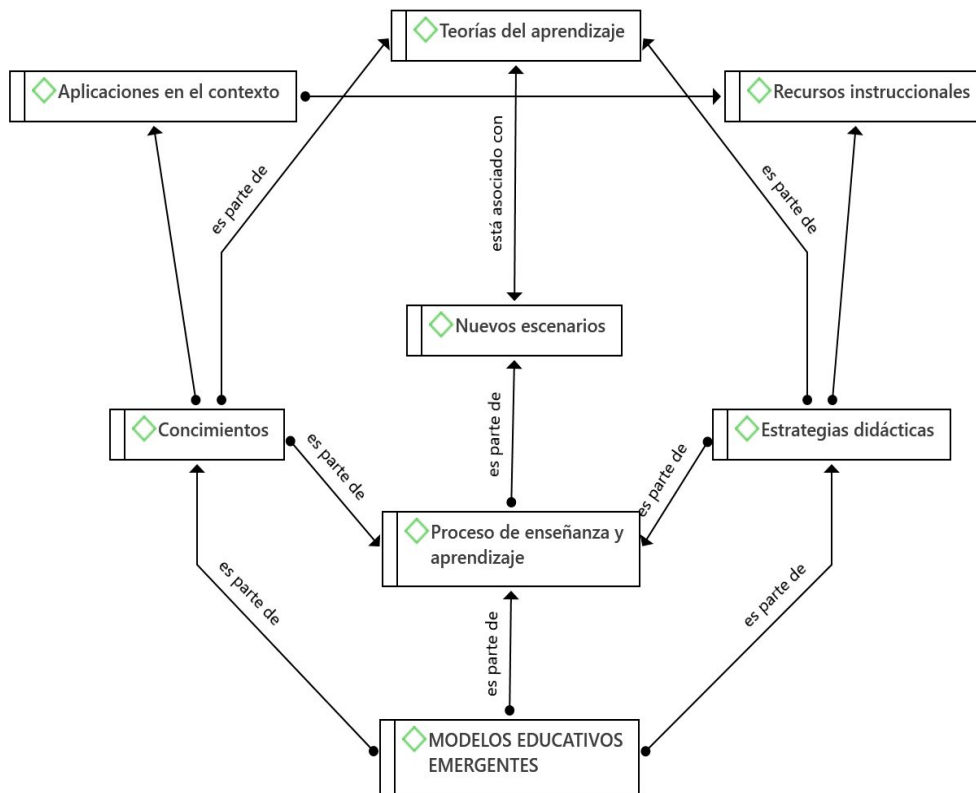 Teorías del aprendizaje
Aplicaciones en el contexto
Recursos instruccionales
es parte de
está asociado con
es parte de
Nuevos escenarios
Concimientos
Estrategias didácticas
es parte de
es parte de
es parte de
Proceso de enseñanza y
aprendizaje
es parte de
es parte de
es parte de
MODELOS EDUCATIVOS
EMERGENTES